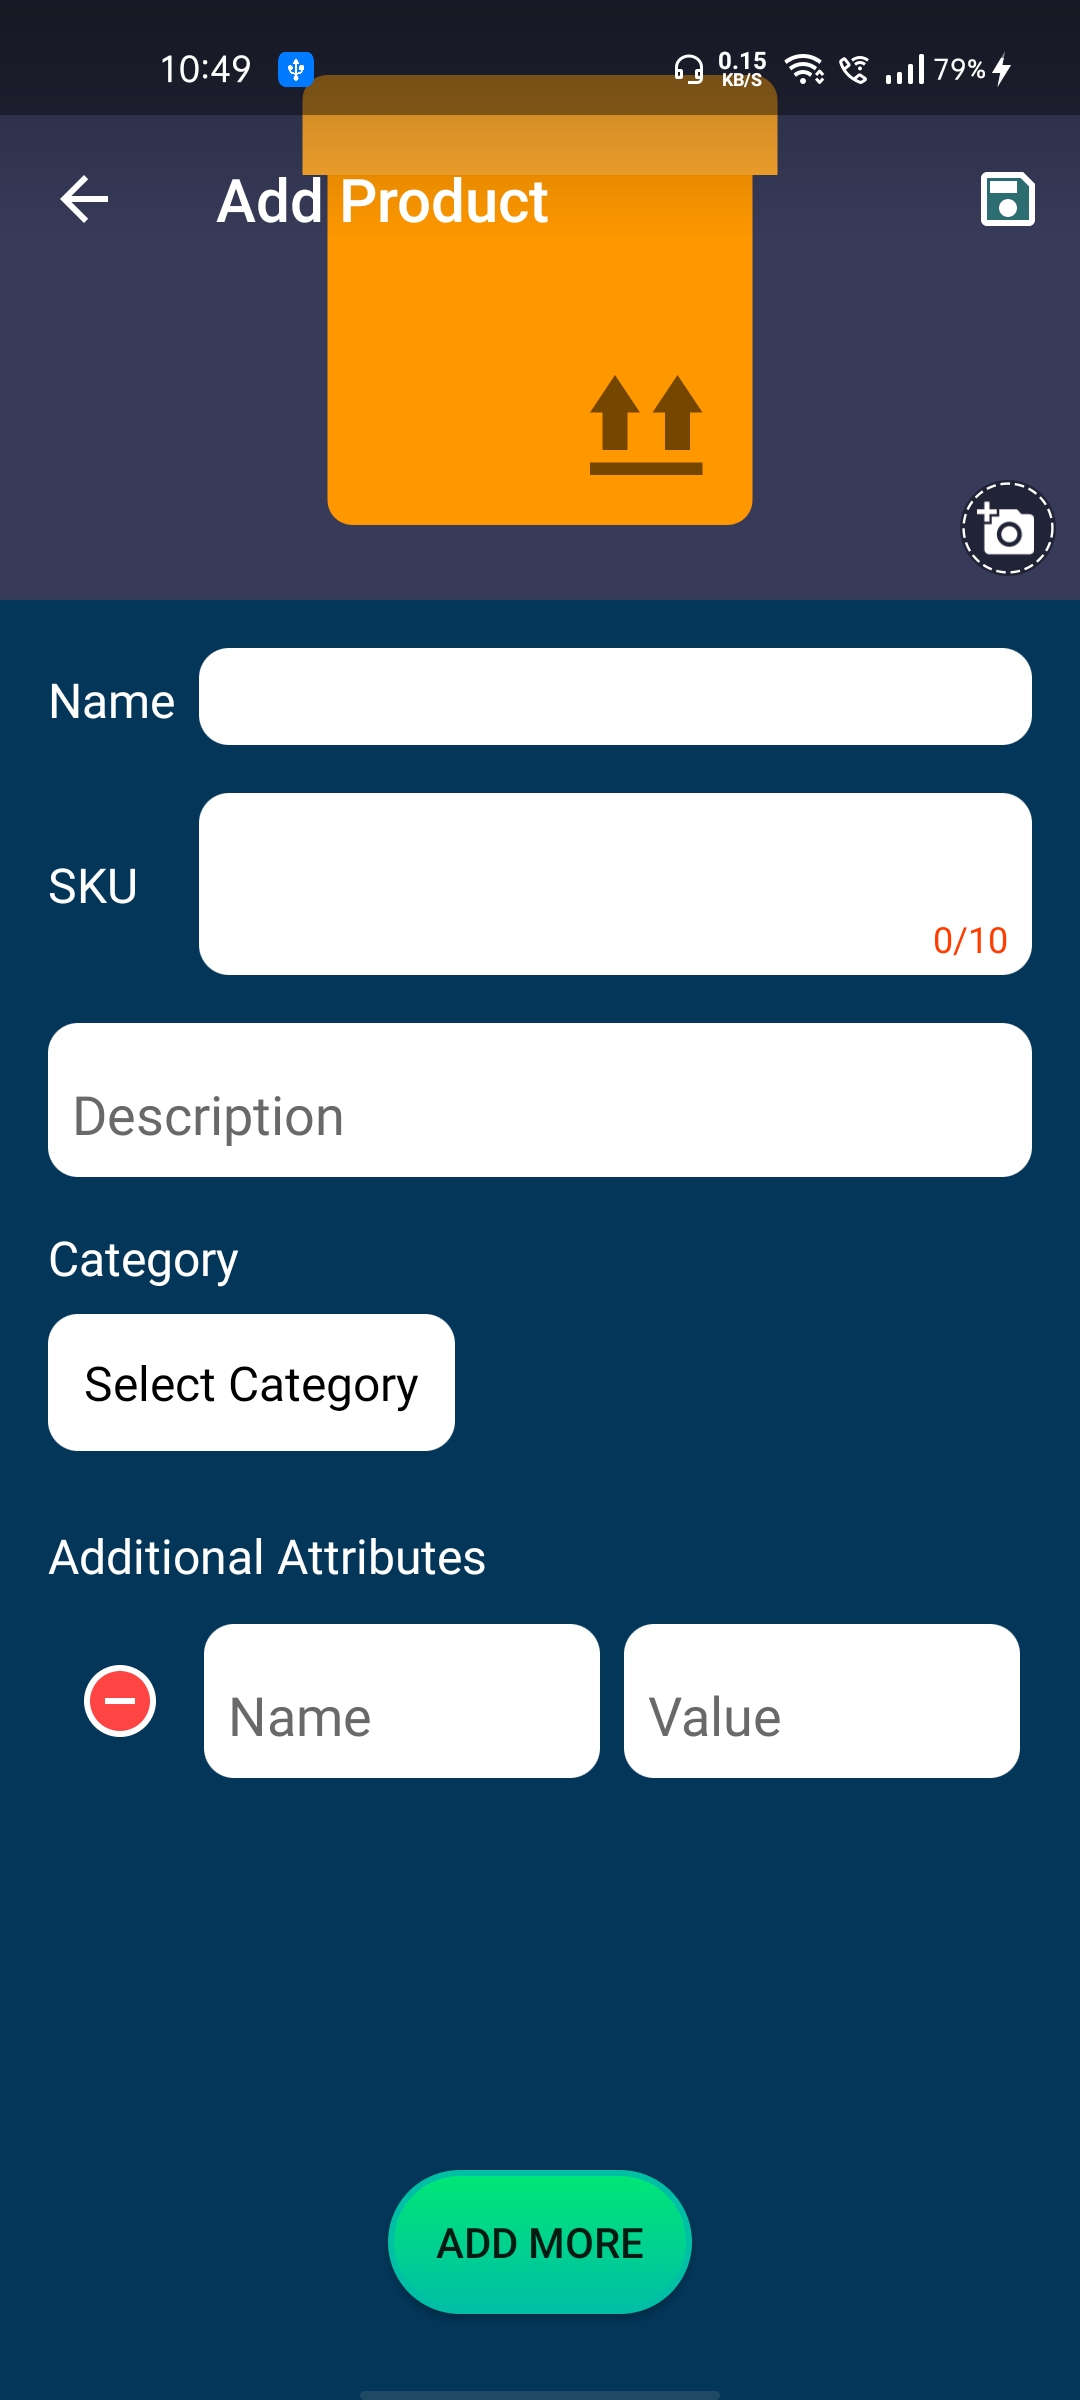 10:49 0.15 KB/S 79%
Add Product
Name
SKU
0/10
Description
Category
Select Category
Additional Attributes
Name Value
ADD MORE